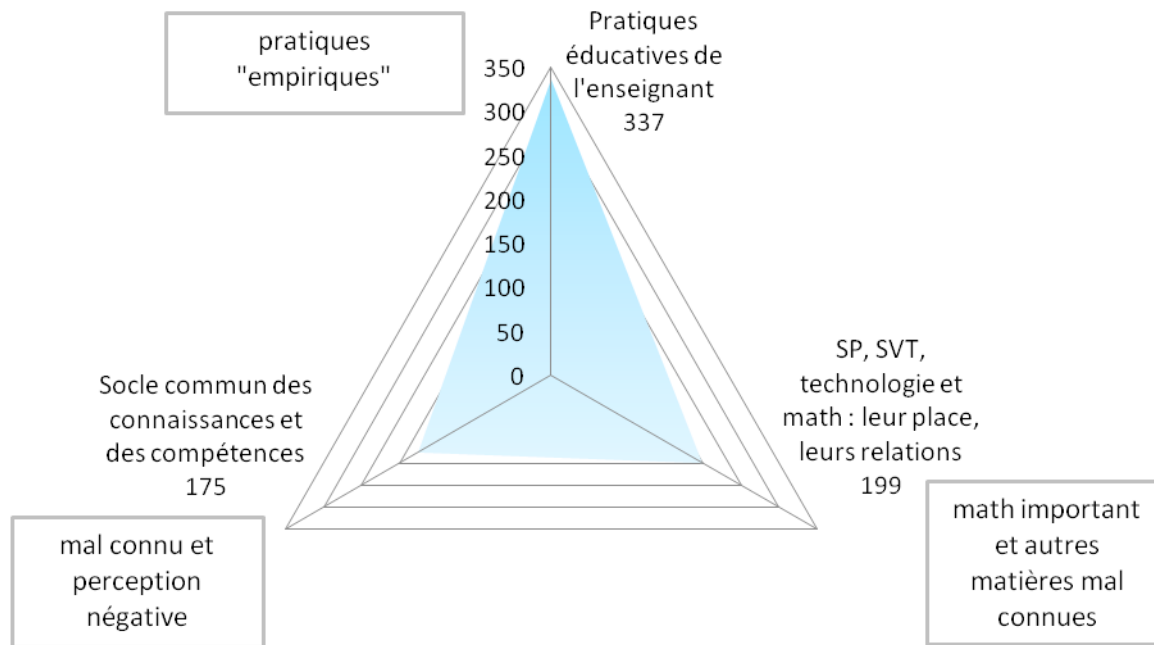 pratiques
"empiriques"
Pratiques
éducatives de
l'enseignant
337
350
300
250
200
150
100
50
0
SP, SVT,
technologie et
math : leur place,
leurs relations
199
Socle commun des
connaissances et
des compétences
175
mal connu et
perception
négative
math important
et autres
matières mal
connues